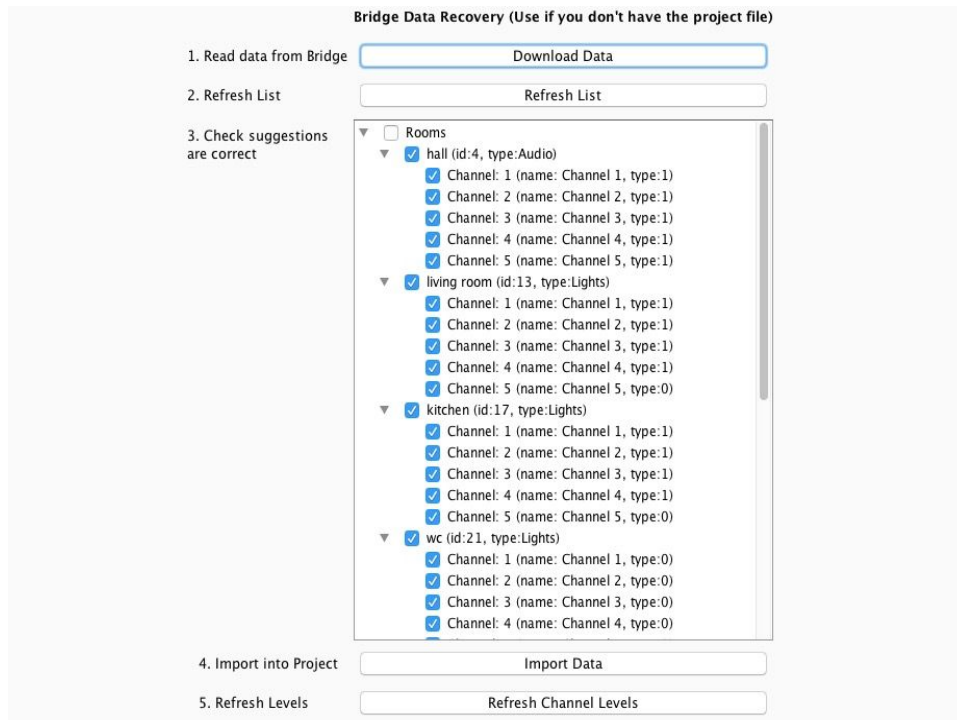 Bridge Data Recovery (Use if you don't have the project file)
1. Read data from Bridge
Download Data
2. Refresh List
Refresh List
3. Check suggestions
are correct
Rooms
hall (id:4, type:Audio)
Channel: 1 (name: Channel 1, type:1)
Channel: 2 (name: Channel 2, type:1)
Channel: 3 (name: Channel 3, type:1)
Channel: 4 (name: Channel 4, type:1)
Channel: 5 (name: Channel 5, type:1)
living room (id:13, type:Lights)
Channel: 1 (name: Channel 1, type:1)
Channel: 2 (name: Channel 2, type:1)
Channel: 3 (name: Channel 3, type:1)
Channel: 4 (name: Channel 4, type:1)
Channel: 5 (name: Channel 5, type:0)
kitchen (id:17, type:Lights)
Channel: 1 (name: Channel 1, type:1)
Channel: 2 (name: Channel 2, type:1)
Channel: 3 (name: Channel 3, type:1)
Channel: 4 (name: Channel 4, type:1)
Channel: 5 (name: Channel 5, type:0)
wc (id:21, type:Lights)
Channel: 1 (name: Channel 1, type:0)
Channel: 2 (name: Channel 2, type:0)
Channel: 3 (name: Channel 3, type:0)
Channel: 4 (name: Channel 4, type:0)
4. Import into Project
Import Data
5. Refresh Levels
Refresh Channel Levels